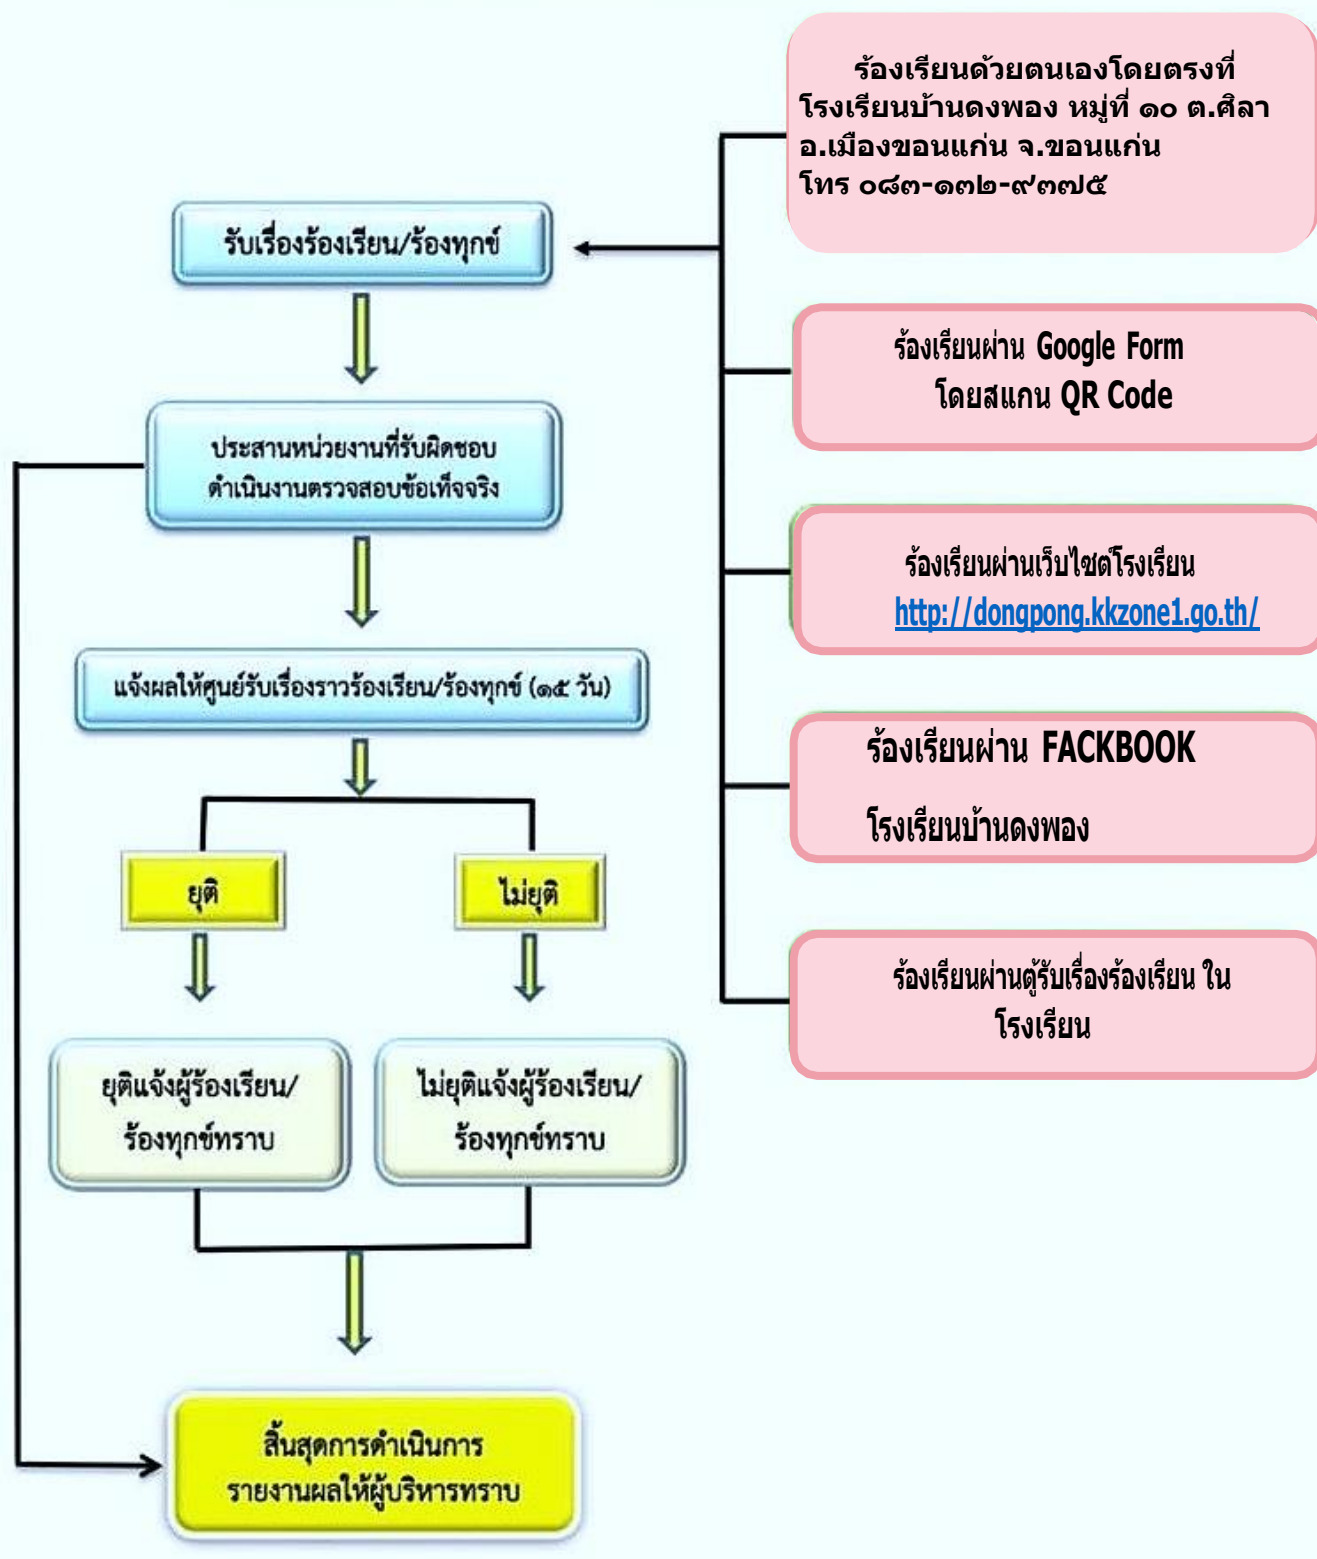 ร้องเรียนด้วยตนเองโดยตรงที่
โรงเรียนบ้านดงพอง หมู่ที่ ๑๐ ต.ศิลา
อ.เมืองขอนแก่น จ.ขอนแก่น
โทร ๐๘๓-๑๓๒-๙๓๗๕
รับเรื่องร้องเรียน/ร้องทุกข์
ร้องเรียนผ่าน Google Form
โดยสแกน QR Code
ประสานหน่วยงานที่รับผิดชอบ
ดำเนินงานตรวจสอบข้อเท็จจริง
ร้องเรียนผ่านเว็บไซต์โรงเรียน
http://dongpong.kkzone1.go.th/
แจ้งผลให้ศูนย์รับเรื่องราวร้องเรียน/ร้องทุกข์ (๑๕ วัน)
ร้องเรียนผ่าน FACKBOOK
โรงเรียนบ้านดงพอง
ยุติ
ไม่ยุติ
ร้องเรียนผ่านตู้รับเรื่องร้องเรียน ใน
โรงเรียน
ยุติแจ้งผู้ร้องเรียน/
ร้องทุกข์ทราบ
ไม่ยุติแจ้งผู้ร้องเรียน/
ร้องทุกข์ทราบ
สิ้นสุดการดำเนินการ
รายงานผลให้ผู้บริหารทราบ